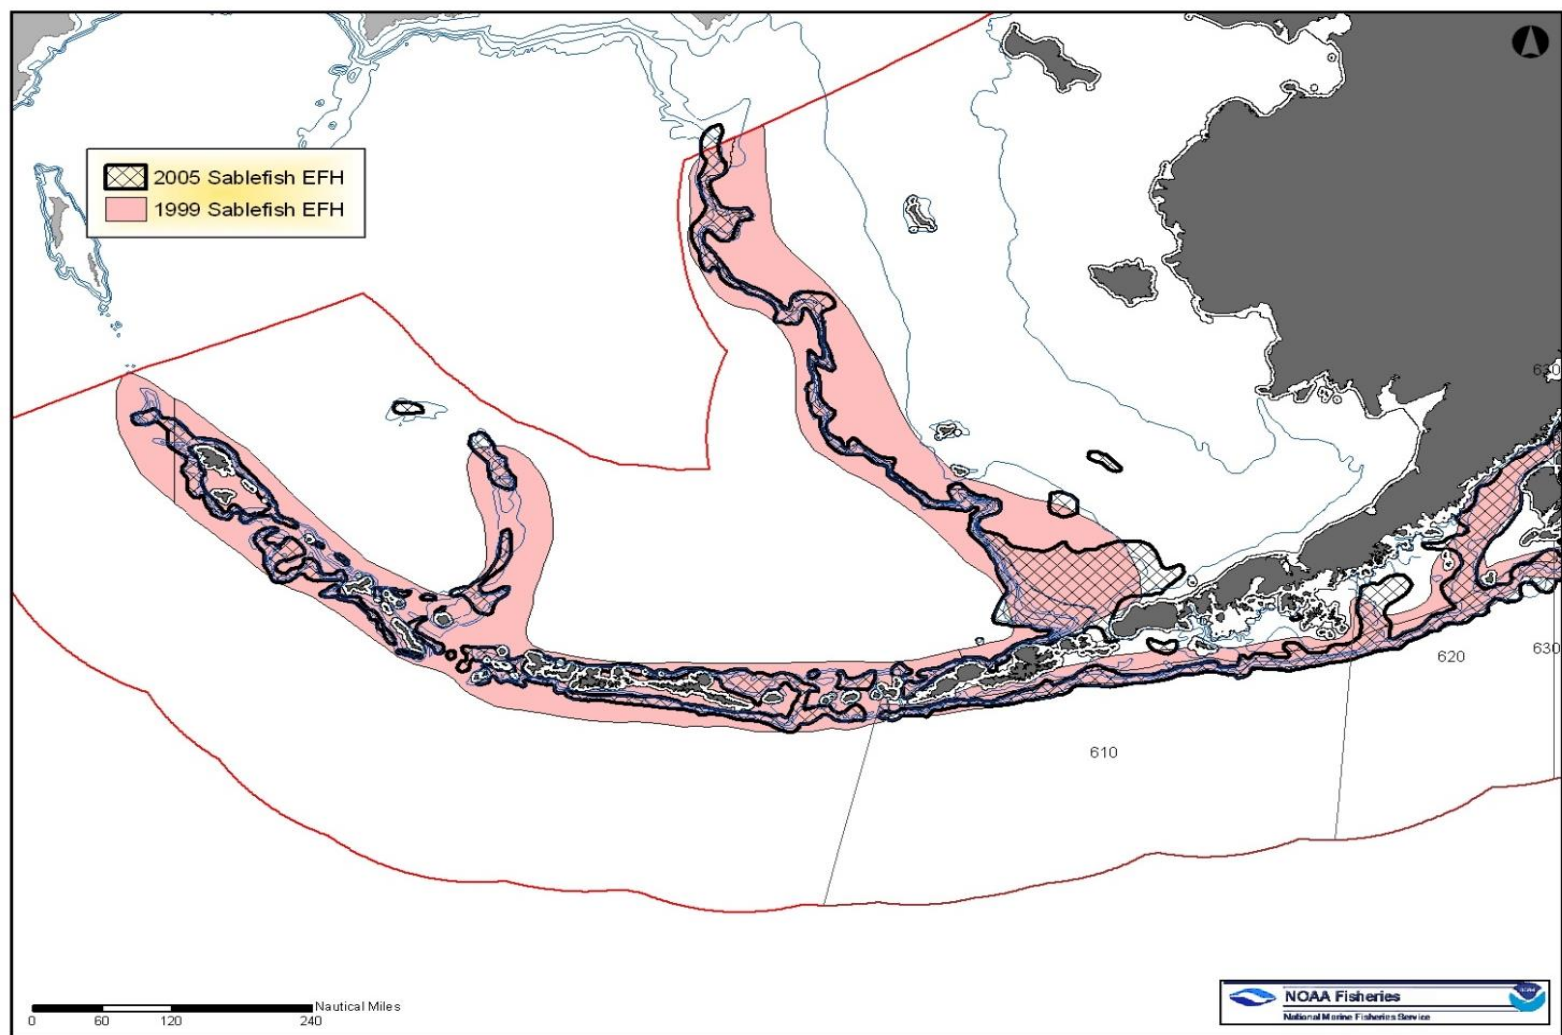 2005 Sablefish EFH
1999 Sablefish EFH
630
620
630
610
Nautical Miles
0 60 120 240
NOAA Fisheries
National Marine Fisheries Service